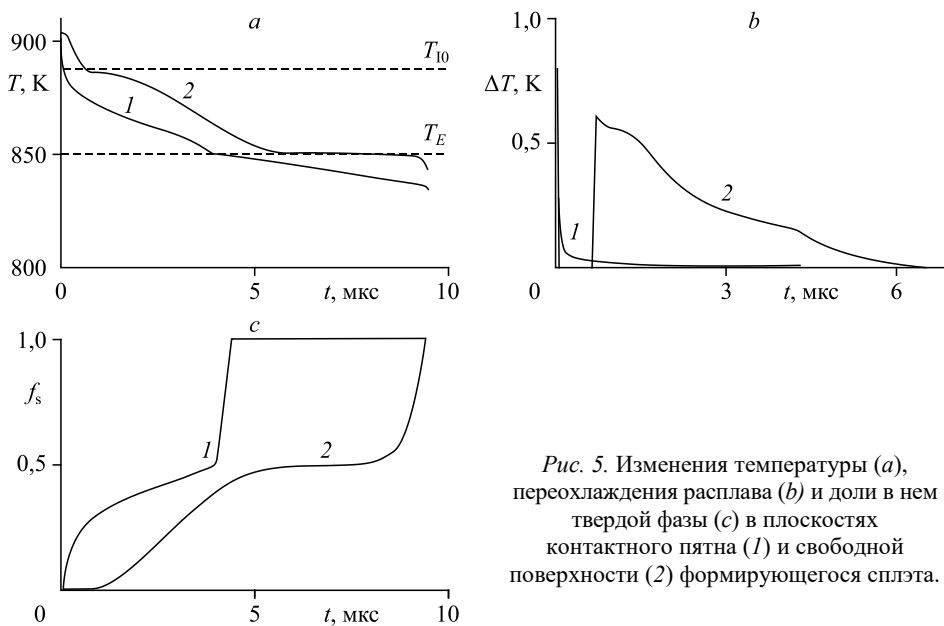 a
900
T, К
T_I0
1
2
T_E
850
800
0
5
t, мкс
10
b
1,0
ΔT, К
0,5
1
2
0
3
t, мкс
6
c
1,0
f_s
0,5
1
2
0
5
t, мкс
10
Рис. 5. Изменения температуры (a),
переохлаждения расплава (b) и доли в нем
твердой фазы (c) в плоскостях
контактного пятна (1) и свободной
поверхности (2) формирующегося сплэта.